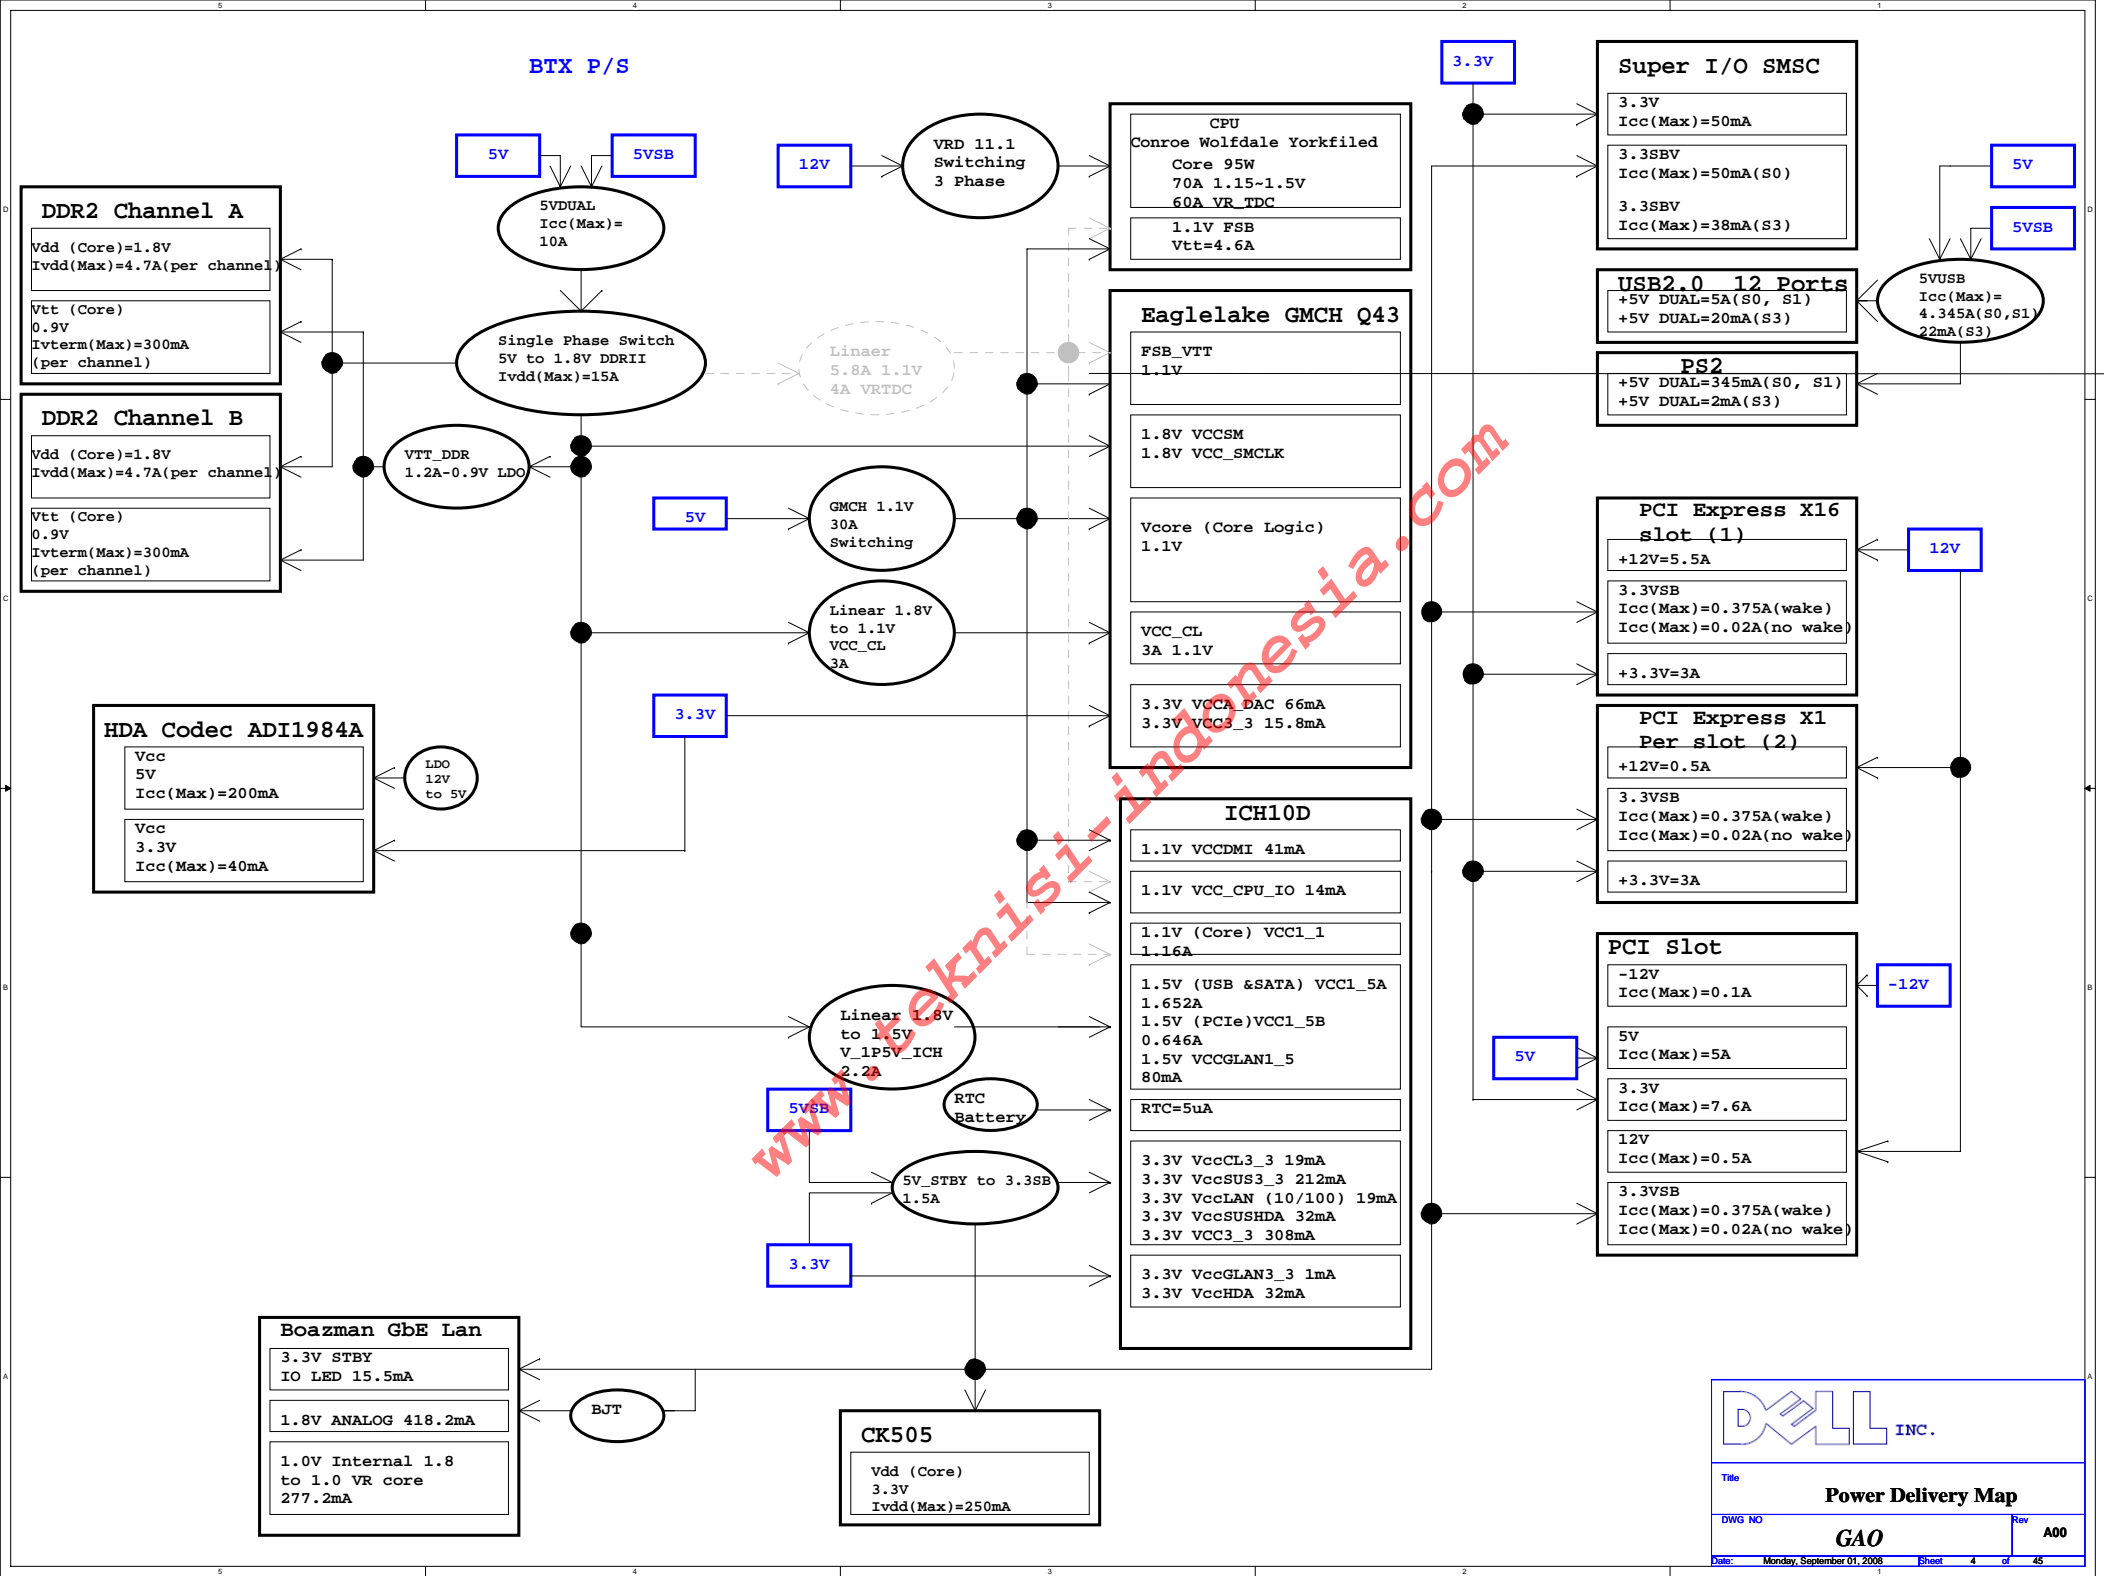 5
4
3
2
1
BTX P/S
5V
5VSB
5VDUAL
Icc(Max)=
10A
12V
VRD 11.1
Switching
3 Phase
CPU
Conroe Wolfdale Yorkfiled
Core 95W
70A 1.15~1.5V
60A VR_TDC
1.1V FSB
Vtt=4.6A
3.3V
Super I/O SMSC
3.3V
Icc(Max)=50mA
3.3SBV
Icc(Max)=50mA(S0)
3.3SBV
Icc(Max)=38mA(S3)
5V
5VSB
5VUSB
Icc(Max)=
4.345A(S0,S1)
22mA(S3)
USB2.0  12 Ports
+5V DUAL=5A(S0, S1)
+5V DUAL=20mA(S3)
PS2
+5V DUAL=345mA(S0, S1)
+5V DUAL=2mA(S3)
DDR2 Channel A
Vdd (Core)=1.8V
Ivdd(Max)=4.7A(per channel)
Vtt (Core)
0.9V
Ivterm(Max)=300mA
(per channel)
DDR2 Channel B
Vdd (Core)=1.8V
Ivdd(Max)=4.7A(per channel)
Vtt (Core)
0.9V
Ivterm(Max)=300mA
(per channel)
Single Phase Switch
5V to 1.8V DDRII
Ivdd(Max)=15A
Linaer
5.8A 1.1V
4A VRTDC
VTT_DDR
1.2A-0.9V LDO
5V
GMCH 1.1V
30A
Switching
Linear 1.8V
to 1.1V
VCC_CL
3A
3.3V
Eaglelake GMCH Q43
FSB_VTT
1.1V
1.8V VCCSM
1.8V VCC_SMCLK
Vcore (Core Logic)
1.1V
VCC_CL
3A 1.1V
3.3V VCCA_DAC 66mA
3.3V VCC3_3 15.8mA
PCI Express X16
slot (1)
+12V=5.5A
3.3VSB
Icc(Max)=0.375A(wake)
Icc(Max)=0.02A(no wake)
+3.3V=3A
12V
PCI Express X1
Per slot (2)
+12V=0.5A
3.3VSB
Icc(Max)=0.375A(wake)
Icc(Max)=0.02A(no wake)
+3.3V=3A
HDA Codec ADI1984A
Vcc
5V
Icc(Max)=200mA
Vcc
3.3V
Icc(Max)=40mA
LDO
12V
to 5V
ICH10D
1.1V VCCDMI 41mA
1.1V VCC_CPU_IO 14mA
1.1V (Core) VCC1_1
1.16A
1.5V (USB &SATA) VCC1_5A
1.652A
1.5V (PCIe)VCC1_5B
0.646A
1.5V VCCGLAN1_5
80mA
RTC=5uA
3.3V VccCL3_3 19mA
3.3V VccSUS3_3 212mA
3.3V VccLAN (10/100) 19mA
3.3V VccSUSHDA 32mA
3.3V VCC3_3 308mA
3.3V VccGLAN3_3 1mA
3.3V VccHDA 32mA
Linear 1.8V
to 1.5V
V_1P5V_ICH
2.2A
RTC
Battery
5VSB
5V_STBY to 3.3SB
1.5A
3.3V
PCI Slot
-12V
Icc(Max)=0.1A
5V
Icc(Max)=5A
3.3V
Icc(Max)=7.6A
12V
Icc(Max)=0.5A
3.3VSB
Icc(Max)=0.375A(wake)
Icc(Max)=0.02A(no wake)
-12V
5V
Boazman GbE Lan
3.3V STBY
IO LED 15.5mA
1.8V ANALOG 418.2mA
1.0V Internal 1.8
to 1.0 VR core
277.2mA
BJT
CK505
Vdd (Core)
3.3V
Ivdd(Max)=250mA
www.teknisi-indonesia.com
DELL INC.
Title
Power Delivery Map
DWG NO
GAO
Rev
A00
Date: Monday, September 01, 2008 Sheet 4 of 45
D
C
B
A
D
C
B
A
5
4
3
2
1